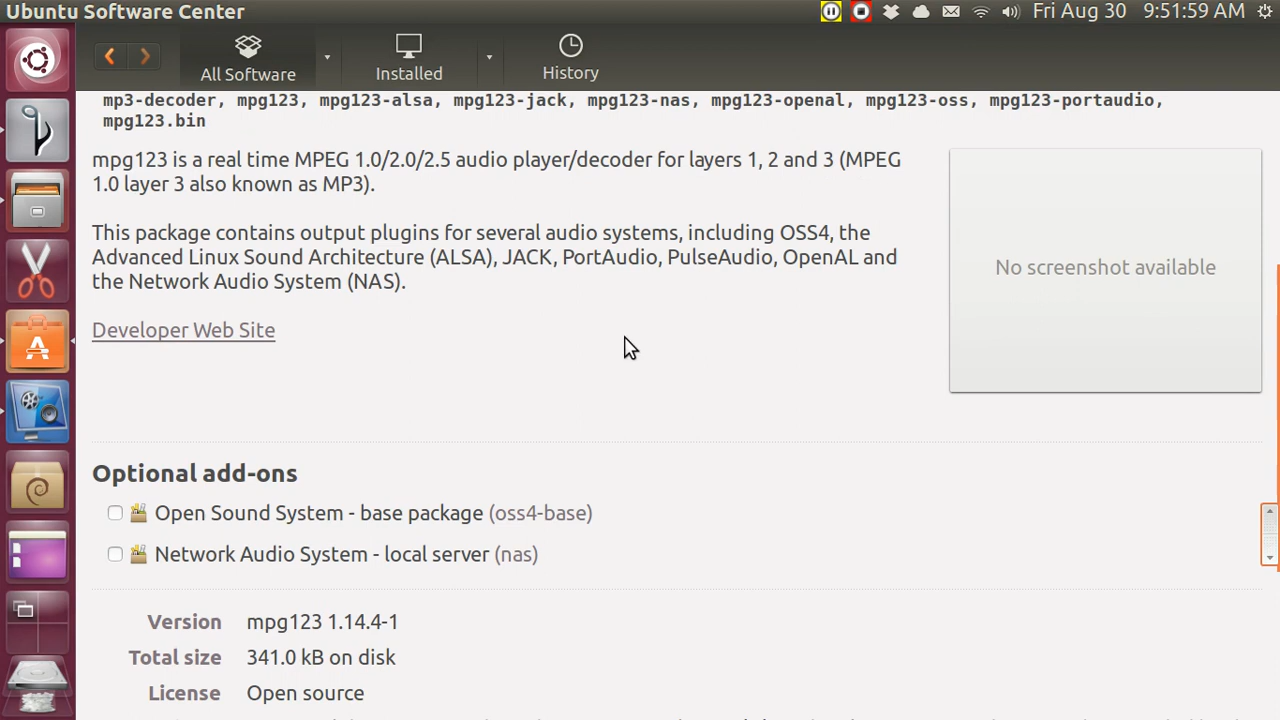 Ubuntu Software Center
Fri Aug 30 9:51:59 AM
All Software
Installed
History
mp3-decoder, mpg123, mpg123-alsa, mpg123-jack, mpg123-nas, mpg123-openal, mpg123-oss, mpg123-portaudio,
mpg123.bin
mpg123 is a real time MPEG 1.0/2.0/2.5 audio player/decoder for layers 1, 2 and 3 (MPEG
1.0 layer 3 also known as MP3).
This package contains output plugins for several audio systems, including OSS4, the
Advanced Linux Sound Architecture (ALSA), JACK, PortAudio, PulseAudio, OpenAL and
the Network Audio System (NAS).
No screenshot available
Developer Web Site
Optional add-ons
Open Sound System - base package (oss4-base)
Network Audio System - local server (nas)
Version mpg123 1.14.4-1
Total size 341.0 kB on disk
License Open source